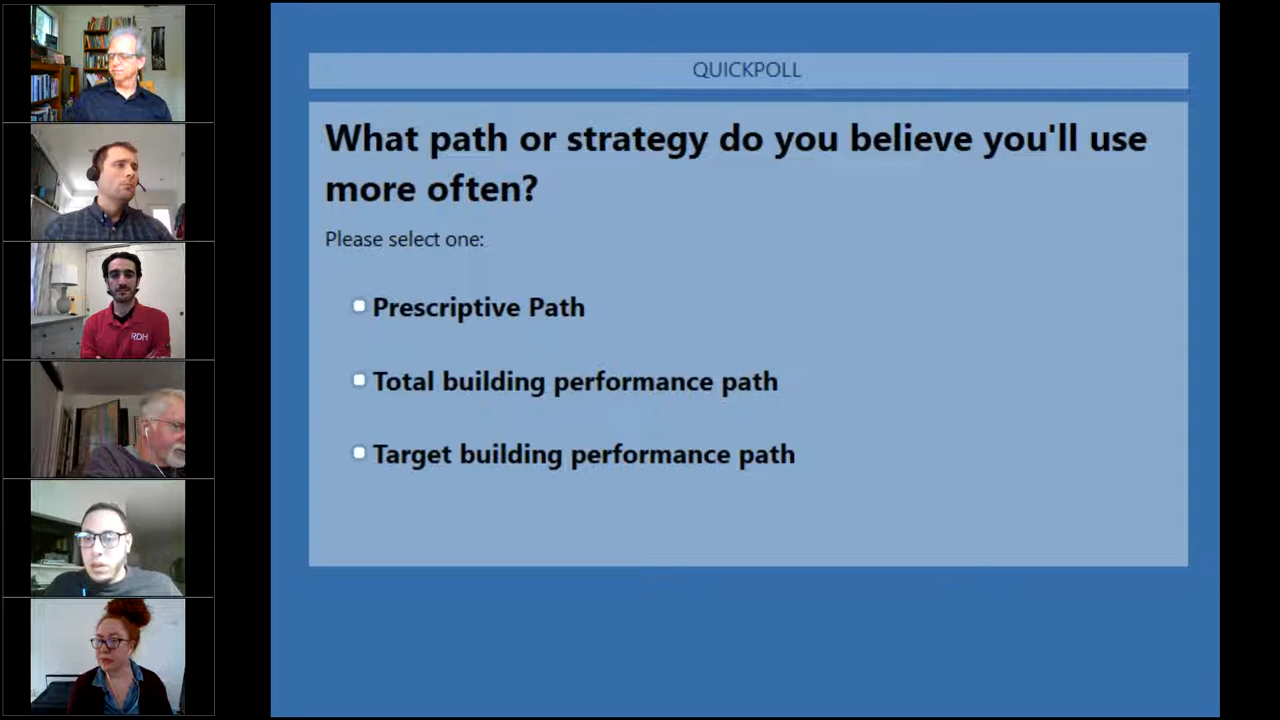 QUICKPOLL
What path or strategy do you believe you'll use
more often?
Please select one:
Prescriptive Path
Total building performance path
Target building performance path
RDH